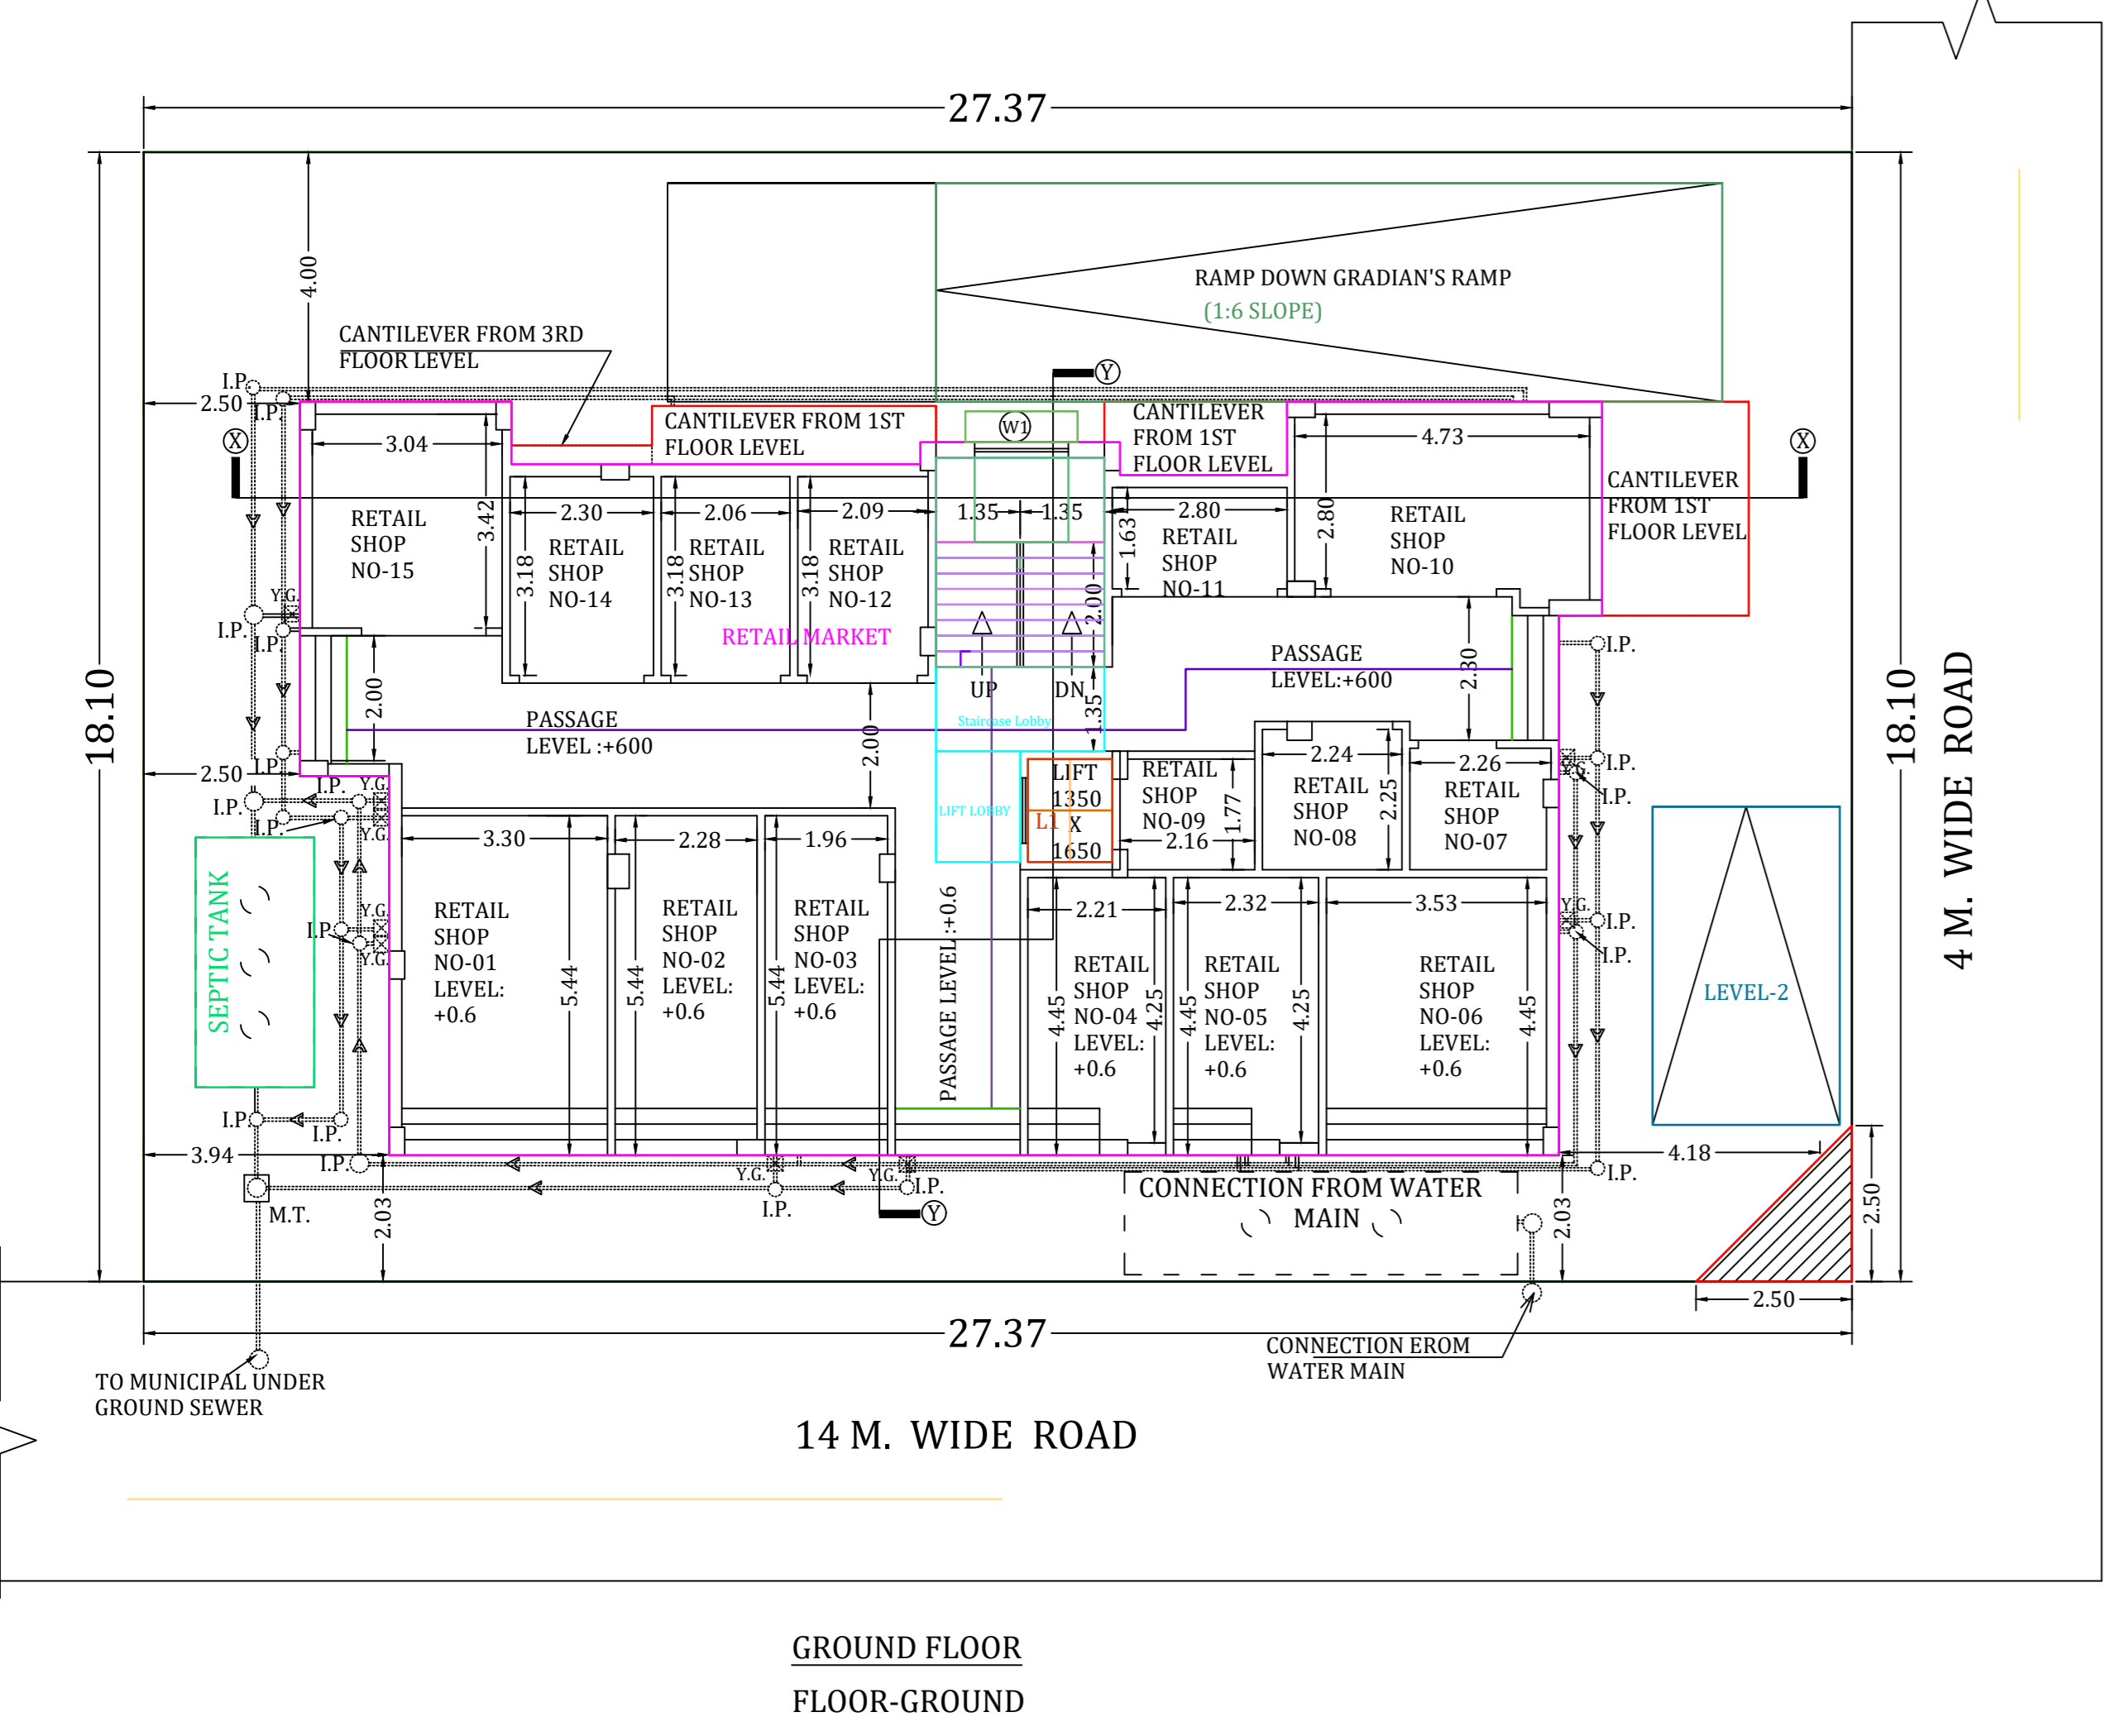 27.37
RAMP DOWN GRADIAN'S RAMP
(1:6 SLOPE)
4.00
CANTILEVER FROM 3RD
FLOOR LEVEL
I.P.
2.50
I.P.
Y
X
X
CANTILEVER FROM 1ST
FLOOR LEVEL
W1
CANTILEVER
FROM 1ST
FLOOR LEVEL
3.04
4.73
CANTILEVER
FROM 1ST
FLOOR LEVEL
3.42
2.30
2.06
2.09
1.35
1.35
2.80
1.63
2.80
RETAIL
SHOP
NO-15
RETAIL
SHOP
NO-14
RETAIL
SHOP
NO-13
RETAIL
SHOP
NO-12
RETAIL
SHOP
NO-11
RETAIL
SHOP
NO-10
3.18
3.18
3.18
2.00
Y.G.
I.P.
I.P.
RETAIL MARKET
I.P.
18.10
2.00
PASSAGE
LEVEL :+600
2.00
UP
DN
1.35
Staircase Lobby
PASSAGE
LEVEL:+600
2.30
18.10
4 M. WIDE ROAD
2.50
I.P.
I.P.
Y.G.
I.P.
I.P.
Y.G.
LIFT LOBBY
LIFT
1350
X
1650
L1
RETAIL
SHOP
NO-09
1.77
2.16
2.24
RETAIL
SHOP
NO-08
2.25
2.26
RETAIL
SHOP
NO-07
Y.G.
I.P.
I.P.
3.30
2.28
1.96
SEPTIC TANK
Y.G.
I.P.
Y.G.
RETAIL
SHOP
NO-01
LEVEL:
+0.6
5.44
RETAIL
SHOP
NO-02
LEVEL:
+0.6
5.44
RETAIL
SHOP
NO-03
LEVEL:
+0.6
5.44
PASSAGE LEVEL :+0.6
2.21
2.32
3.53
RETAIL
SHOP
NO-04
LEVEL:
+0.6
4.45
4.25
RETAIL
SHOP
NO-05
LEVEL:
+0.6
4.45
4.25
RETAIL
SHOP
NO-06
LEVEL:
+0.6
4.45
Y.G.
I.P.
I.P.
LEVEL-2
I.P.
I.P.
3.94
I.P.
4.18
M.T.
2.03
Y.G.
I.P.
Y.G.
I.P.
Y
CONNECTION FROM WATER
MAIN
2.03
I.P.
2.50
2.50
27.37
CONNECTION EROM
WATER MAIN
TO MUNICIPAL UNDER
GROUND SEWER
14 M. WIDE ROAD
GROUND FLOOR
FLOOR-GROUND